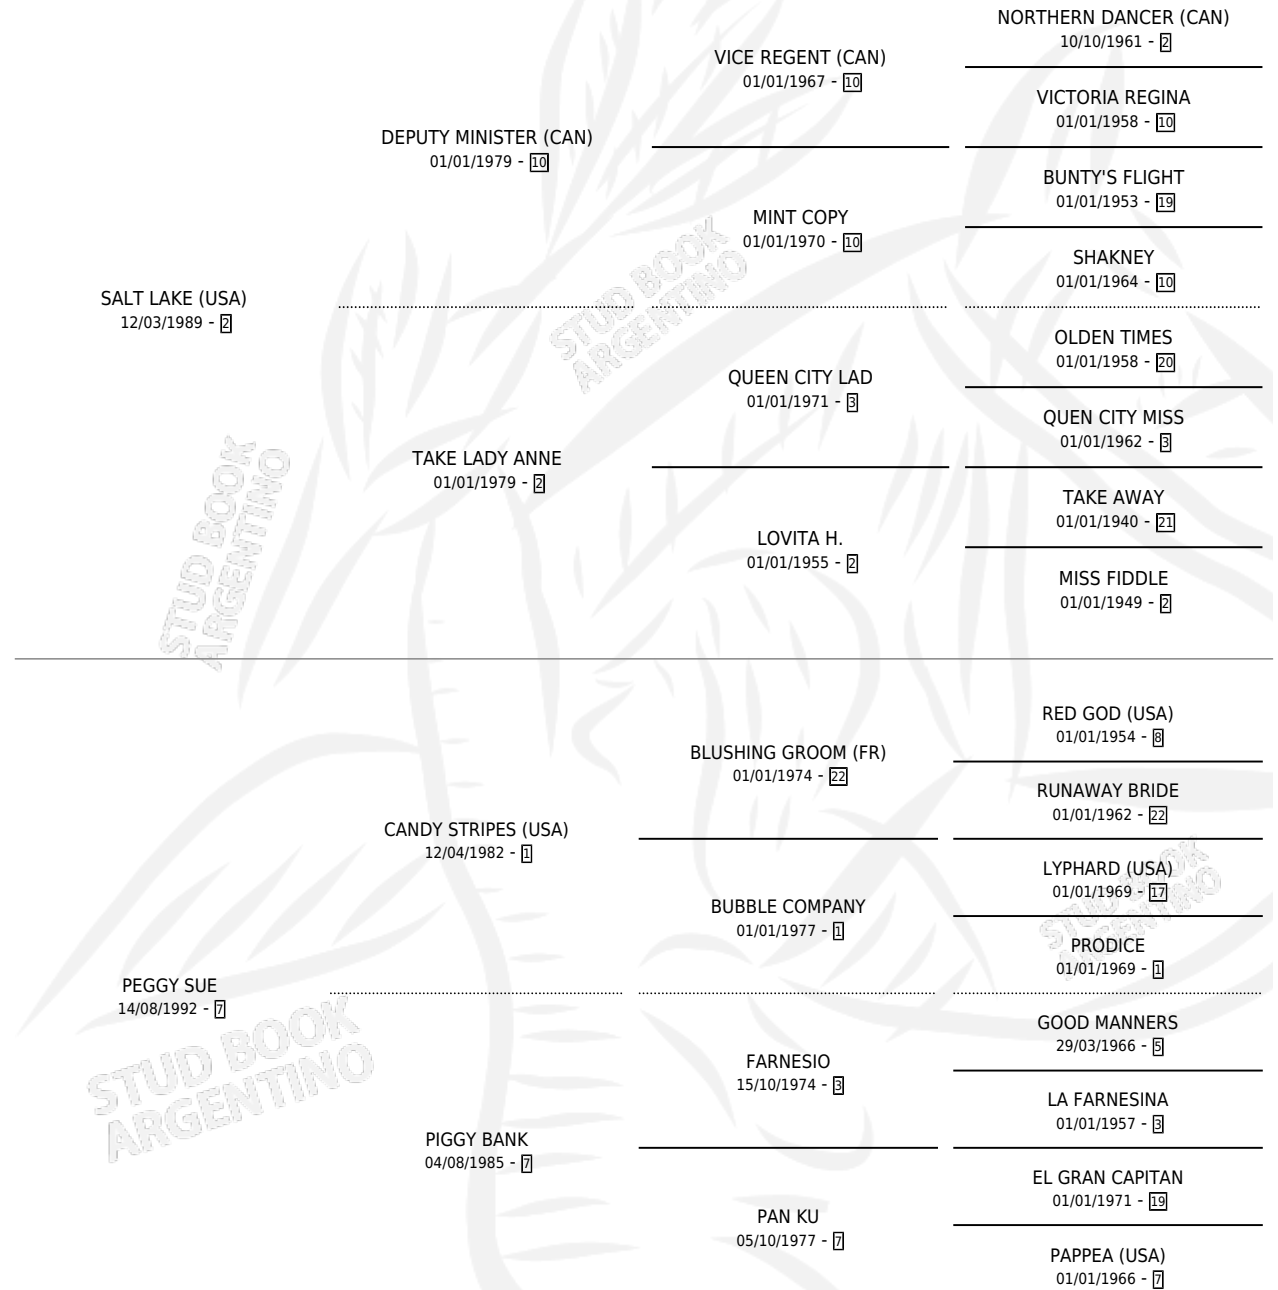 NORTHERN DANCER (CAN)
10/10/1961 - 2
VICE REGENT (CAN)
01/01/1967 - 10
VICTORIA REGINA
01/01/1958 - 10
DEPUTY MINISTER (CAN)
01/01/1979 - 10
BUNTY'S FLIGHT
01/01/1953 - 19
MINT COPY
01/01/1970 - 10
SHAKNEY
01/01/1964 - 10
SALT LAKE (USA)
12/03/1989 - 2
OLDEN TIMES
01/01/1958 - 20
QUEEN CITY LAD
01/01/1971 - 3
QUEN CITY MISS
01/01/1962 - 3
TAKE LADY ANNE
01/01/1979 - 2
TAKE AWAY
01/01/1940 - 21
LOVITA H.
01/01/1955 - 2
MISS FIDDLE
01/01/1949 - 2
RED GOD (USA)
01/01/1954 - 8
BLUSHING GROOM (FR)
01/01/1974 - 22
RUNAWAY BRIDE
01/01/1962 - 22
CANDY STRIPES (USA)
12/04/1982 - 1
LYPHARD (USA)
01/01/1969 - 17
BUBBLE COMPANY
01/01/1977 - 1
PRODICE
01/01/1969 - 1
PEGGY SUE
14/08/1992 - 7
GOOD MANNERS
29/03/1966 - 5
FARNESIO
15/10/1974 - 3
LA FARNESINA
01/01/1957 - 3
PIGGY BANK
04/08/1985 - 7
EL GRAN CAPITAN
01/01/1971 - 19
PAN KU
05/10/1977 - 7
PAPPEA (USA)
01/01/1966 - 7
STUD BOOK
ARGENTINO
STUD BOOK
ARGENTINO
STUD BOOK
ARGENTINO
STUD BOOK
ARGENTINO